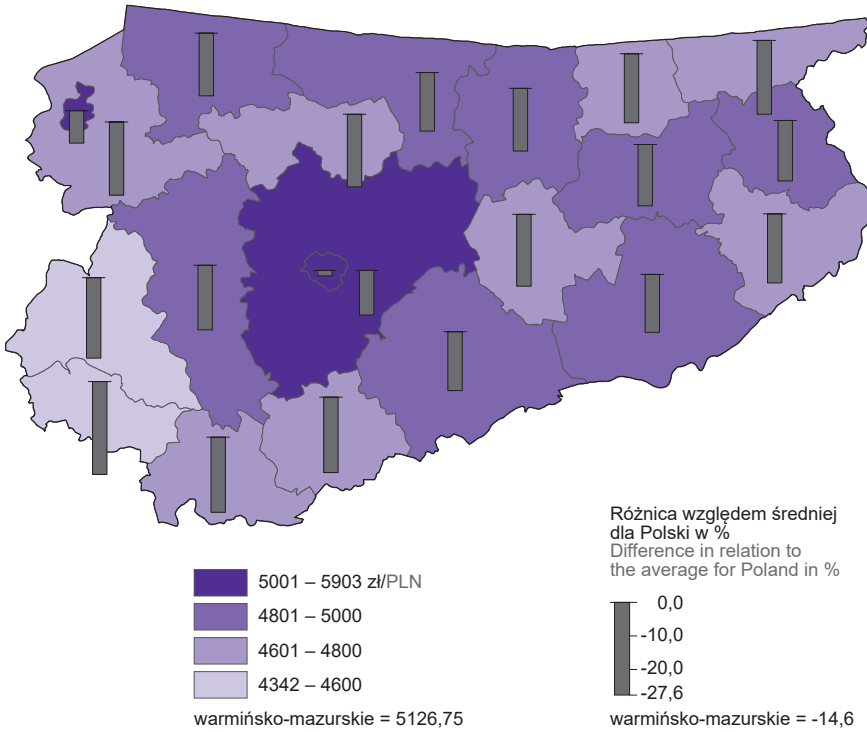 5001 – 5903 zł/PLN
4801 – 5000
4601 – 4800
4342 – 4600
warmińsko-mazurskie = 5126,75
Różnica względem średniej
dla Polski w %
Difference in relation to
the average for Poland in %
0,0
-10,0
-20,0
-27,6
warmińsko-mazurskie = -14,6